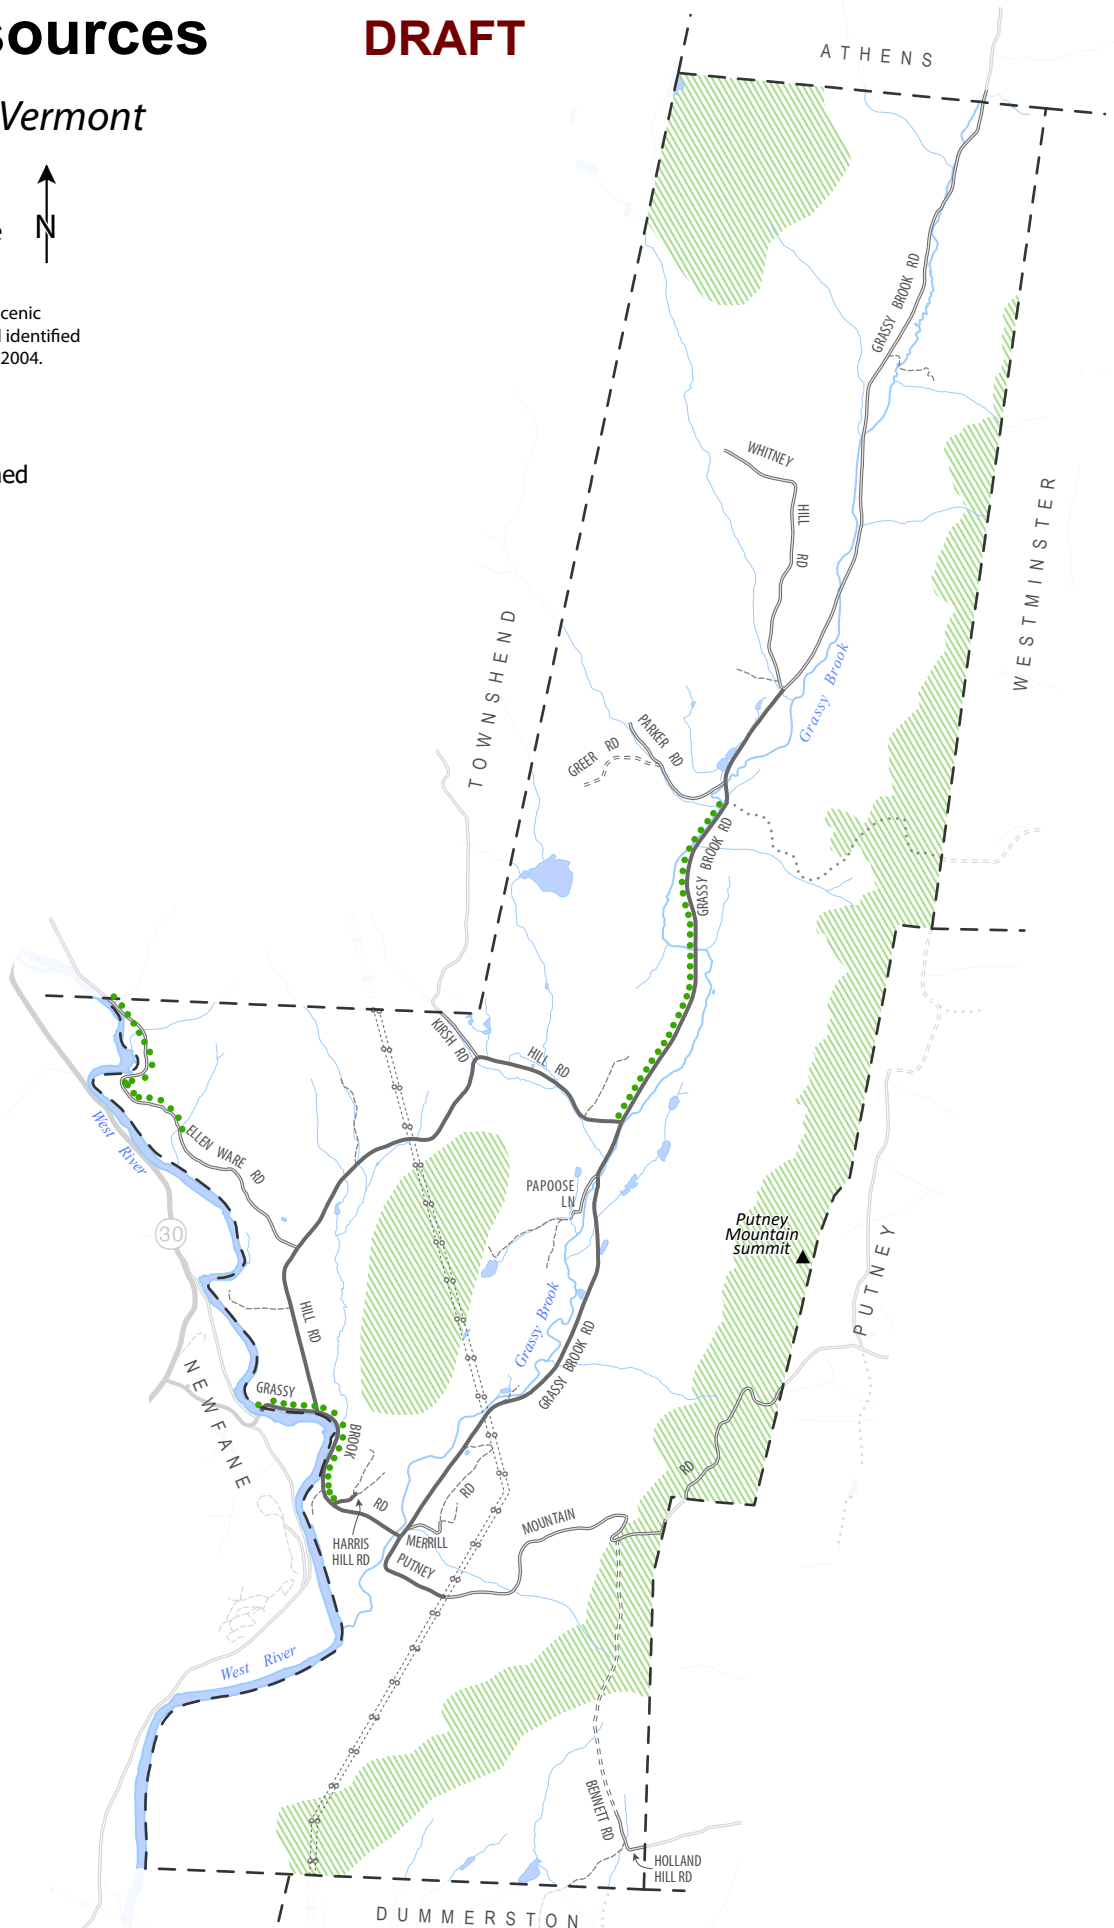 sources
DRAFT
Vermont
N
cenic
identified
2004.
ned
ATHENS
GRASSY BROOK RD
WHITNEY
HILL
RD
WESTMINSTER
TOWNSHEND
Grassy Brook
PARKER RD
GREER RD
GRASSY BROOK RD
KIRSH RD
HILL RD
West River
ELLEN WARE RD
PAPOOSE
LN
30
Putney
Mountain
summit
PUTNEY
HILL RD
Grassy Brook
GRASSY BROOK RD
NEWFANE
GRASSY
BROOK
RD
RD
RD
HARRIS
HILL RD
MERRILL
MOUNTAIN
PUTNEY
West River
BENNETT RD
HOLLAND
HILL RD
DUMMERSTON